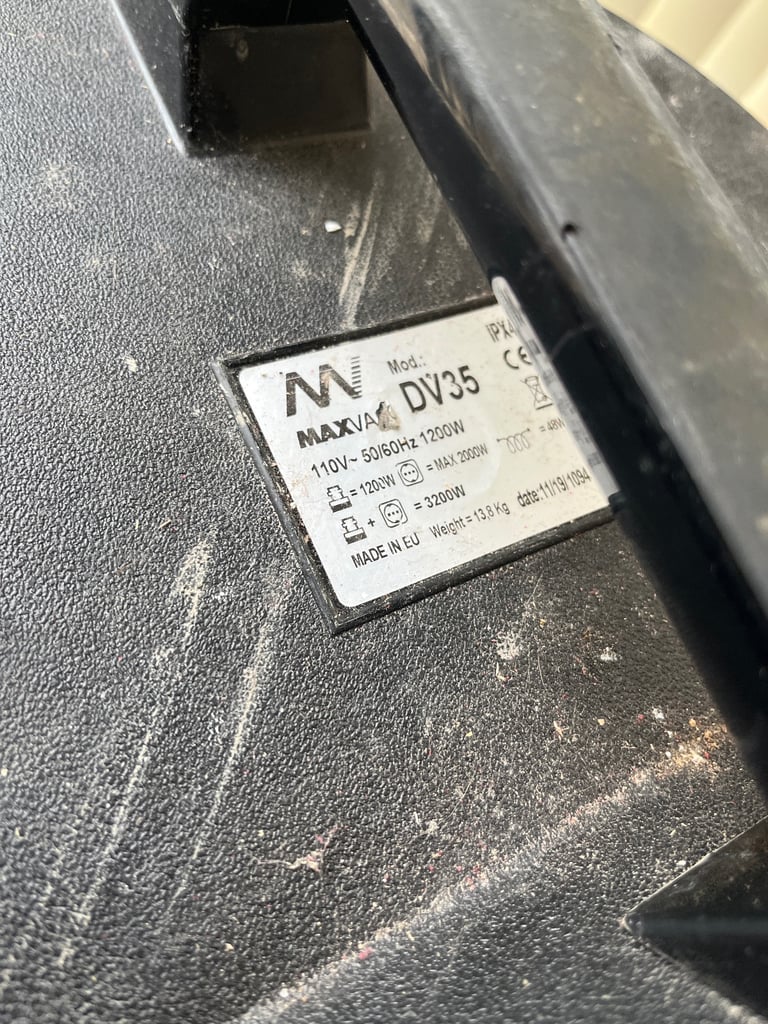 Mod.: IPX4
MAXVA DV35 CE
110V~ 50/60Hz 1200W
= 1200W = MAX 2000W = 48W
+ = 3200W
MADE IN EU Weight = 13,8 Kg date:11/19/1094